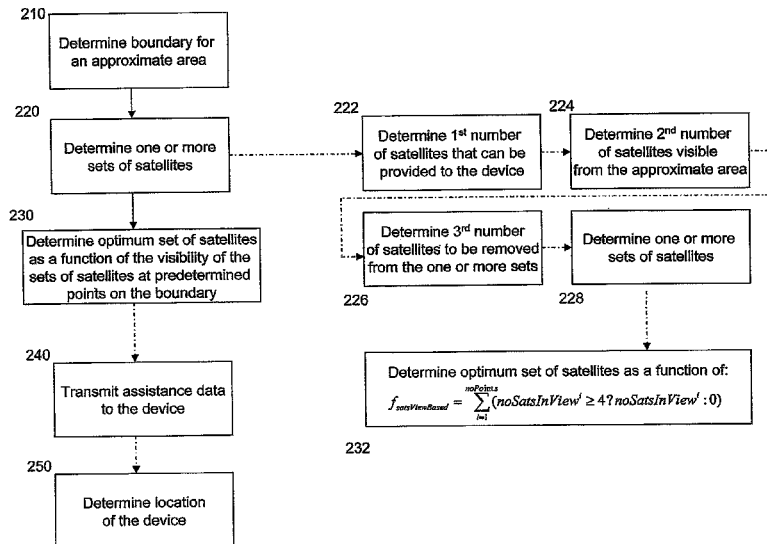 210
Determine boundary for
an approximate area
220
Determine one or more
sets of satellites
222
Determine 1st number
of satellites that can be
provided to the device
224
Determine 2nd number
of satellites visible
from the approximate area
230
Determine optimum set of satellites
as a function of the visibility of the
sets of satellites at predetermined
points on the boundary
Determine 3rd number
of satellites to be removed
from the one or more sets
226
Determine one or more
sets of satellites
228
240
Transmit assistance data
to the device
Determine optimum set of satellites as a function of:
f_satsViewBased = Σ_{i=1}^{noPoints} (noSatsInView^i ≥ 4? noSatsInView^i : 0)
232
250
Determine location
of the device